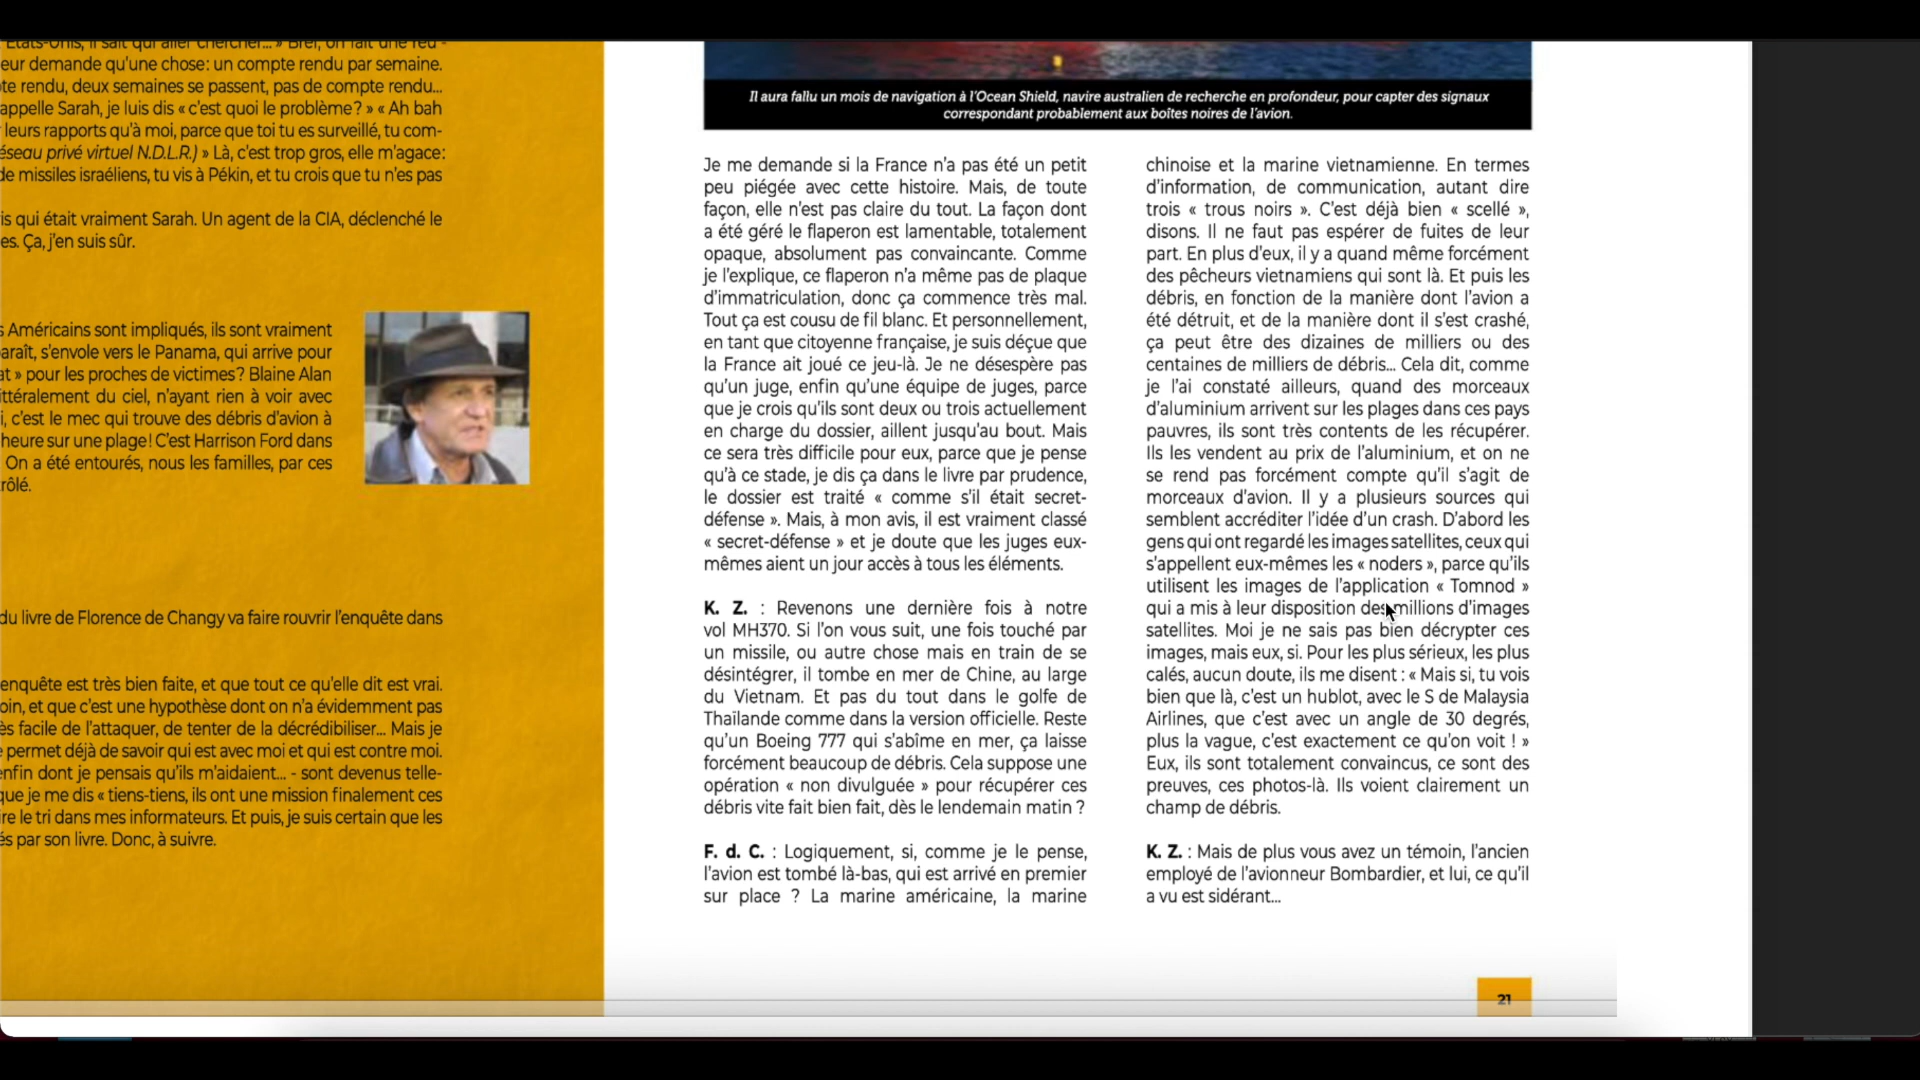 États-Unis, il sait qui aller chercher... » Bref, on fait une réu -
eur demande qu'une chose : un compte rendu par semaine.
te rendu, deux semaines se passent, pas de compte rendu...
appelle Sarah, je luis dis « c'est quoi le problème ? » « Ah bah
leurs rapports qu'à moi, parce que toi tu es surveillé, tu com-
éseau privé virtuel N.D.L.R.) » Là, c'est trop gros, elle m'agace :
de missiles israéliens, tu vis à Pékin, et tu crois que tu n'es pas
is qui était vraiment Sarah. Un agent de la CIA, déclenché le
es. Ça, j'en suis sûr.
s Américains sont impliqués, ils sont vraiment
araît, s'envole vers le Panama, qui arrive pour
at » pour les proches de victimes ? Blaine Alan
ittéralement du ciel, n'ayant rien à voir avec
i, c'est le mec qui trouve des débris d'avion à
heure sur une plage ! C'est Harrison Ford dans
On a été entourés, nous les familles, par ces
rôlé.
du livre de Florence de Changy va faire rouvrir l'enquête dans
enquête est très bien faite, et que tout ce qu'elle dit est vrai.
oin, et que c'est une hypothèse dont on n'a évidemment pas
ès facile de l'attaquer, de tenter de la décrédibiliser... Mais je
e permet déjà de savoir qui est avec moi et qui est contre moi.
enfin dont je pensais qu'ils m'aidaient... - sont devenus telle-
que je me dis « tiens-tiens, ils ont une mission finalement ces
ire le tri dans mes informateurs. Et puis, je suis certain que les
és par son livre. Donc, à suivre.
Il aura fallu un mois de navigation à l'Ocean Shield, navire australien de recherche en profondeur, pour capter des signaux
correspondant probablement aux boîtes noires de l'avion.
Je me demande si la France n'a pas été un petit
peu piégée avec cette histoire. Mais, de toute
façon, elle n'est pas claire du tout. La façon dont
a été géré le flaperon est lamentable, totalement
opaque, absolument pas convaincante. Comme
je l'explique, ce flaperon n'a même pas de plaque
d'immatriculation, donc ça commence très mal.
Tout ça est cousu de fil blanc. Et personnellement,
en tant que citoyenne française, je suis déçue que
la France ait joué ce jeu-là. Je ne désespère pas
qu'un juge, enfin qu'une équipe de juges, parce
que je crois qu'ils sont deux ou trois actuellement
en charge du dossier, aillent jusqu'au bout. Mais
ce sera très difficile pour eux, parce que je pense
qu'à ce stade, je dis ça dans le livre par prudence,
le dossier est traité « comme s'il était secret-
défense ». Mais, à mon avis, il est vraiment classé
« secret-défense » et je doute que les juges eux-
mêmes aient un jour accès à tous les éléments.
K. Z. : Revenons une dernière fois à notre
vol MH370. Si l'on vous suit, une fois touché par
un missile, ou autre chose mais en train de se
désintégrer, il tombe en mer de Chine, au large
du Vietnam. Et pas du tout dans le golfe de
Thaïlande comme dans la version officielle. Reste
qu'un Boeing 777 qui s'abîme en mer, ça laisse
forcément beaucoup de débris. Cela suppose une
opération « non divulguée » pour récupérer ces
débris vite fait bien fait, dès le lendemain matin ?
F. d. C. : Logiquement, si, comme je le pense,
l'avion est tombé là-bas, qui est arrivé en premier
sur place ? La marine américaine, la marine
chinoise et la marine vietnamienne. En termes
d'information, de communication, autant dire
trois « trous noirs ». C'est déjà bien « scellé »,
disons. Il ne faut pas espérer de fuites de leur
part. En plus d'eux, il y a quand même forcément
des pêcheurs vietnamiens qui sont là. Et puis les
débris, en fonction de la manière dont l'avion a
été détruit, et de la manière dont il s'est crashé,
ça peut être des dizaines de milliers ou des
centaines de milliers de débris... Cela dit, comme
je l'ai constaté ailleurs, quand des morceaux
d'aluminium arrivent sur les plages dans ces pays
pauvres, ils sont très contents de les récupérer.
Ils les vendent au prix de l'aluminium, et on ne
se rend pas forcément compte qu'il s'agit de
morceaux d'avion. Il y a plusieurs sources qui
semblent accréditer l'idée d'un crash. D'abord les
gens qui ont regardé les images satellites, ceux qui
s'appellent eux-mêmes les « noders », parce qu'ils
utilisent les images de l'application « Tomnod »
qui a mis à leur disposition des millions d'images
satellites. Moi je ne sais pas bien décrypter ces
images, mais eux, si. Pour les plus sérieux, les plus
calés, aucun doute, ils me disent : « Mais si, tu vois
bien que là, c'est un hublot, avec le S de Malaysia
Airlines, que c'est avec un angle de 30 degrés,
plus la vague, c'est exactement ce qu'on voit ! »
Eux, ils sont totalement convaincus, ce sont des
preuves, ces photos-là. Ils voient clairement un
champ de débris.
K. Z. : Mais de plus vous avez un témoin, l'ancien
employé de l'avionneur Bombardier, et lui, ce qu'il
a vu est sidérant...
21